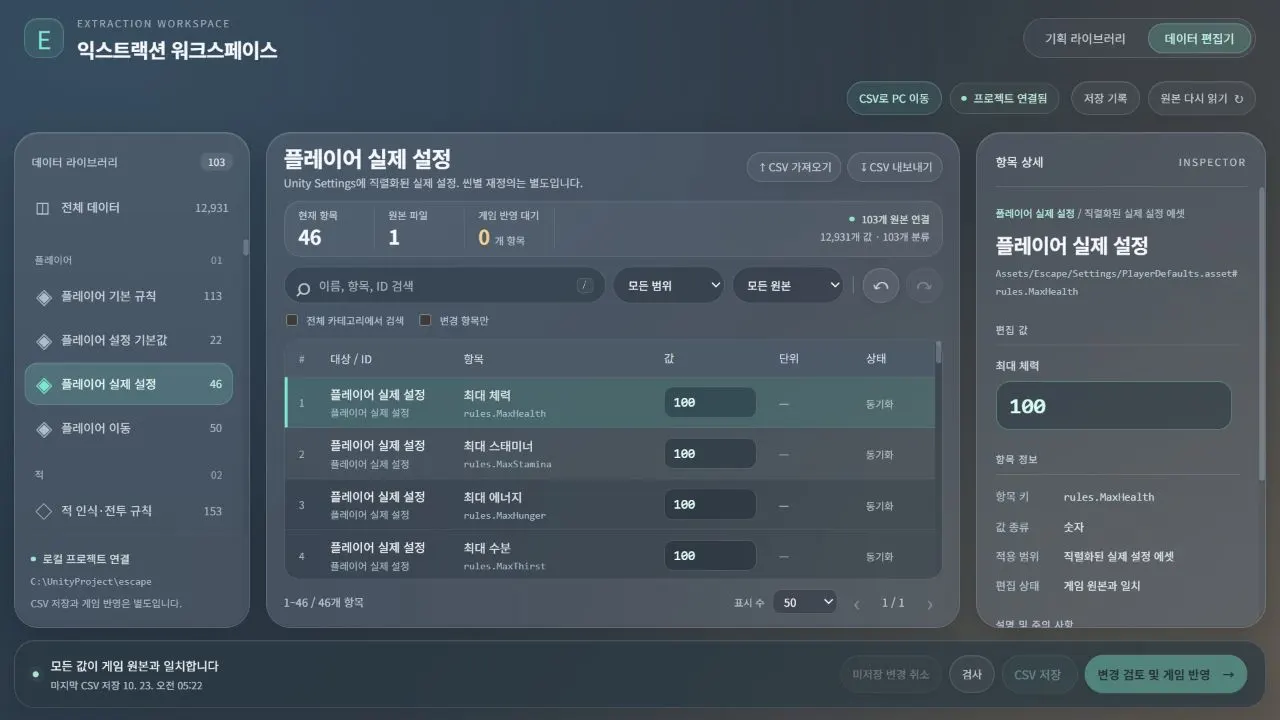 E
EXTRACTION WORKSPACE
익스트랙션 워크스페이스
기획 라이브러리
데이터 편집기
CSV로 PC 이동
프로젝트 연결됨
저장 기록
원본 다시 읽기 ↻
데이터 라이브러리 103
전체 데이터 12,931
플레이어 01
플레이어 기본 규칙 113
플레이어 설정 기본값 22
플레이어 실제 설정 46
플레이어 이동 50
적 02
적 인식·전투 규칙 153
로컬 프로젝트 연결
C:\UnityProject\escape
CSV 저장과 게임 반영은 별도입니다.
플레이어 실제 설정
Unity Settings에 직렬화된 실제 설정. 씬별 재정의는 별도입니다.
↑ CSV 가져오기
↧ CSV 내보내기
현재 항목
46
원본 파일
1
게임 반영 대기
0 개 항목
103개 원본 연결
12,931개 값 · 103개 분류
이름, 항목, ID 검색 /
모든 범위
모든 원본
전체 카테고리에서 검색
변경 항목만
# 대상 / ID 항목 값 단위 상태
1 플레이어 실제 설정 최대 체력 100 — 동기화
플레이어 실제 설정 rules.MaxHealth
2 플레이어 실제 설정 최대 스태미너 100 — 동기화
플레이어 실제 설정 rules.MaxStamina
3 플레이어 실제 설정 최대 에너지 100 — 동기화
플레이어 실제 설정 rules.MaxHunger
4 플레이어 실제 설정 최대 수분 100 — 동기화
플레이어 실제 설정 rules.MaxThirst
1–46 / 46개 항목
표시 수 50 ‹ 1 / 1 ›
항목 상세 INSPECTOR
플레이어 실제 설정 / 직렬화된 실제 설정 에셋
플레이어 실제 설정
Assets/Escape/Settings/PlayerDefaults.asset#
rules.MaxHealth
편집 값
최대 체력
100
항목 정보
항목 키 rules.MaxHealth
값 종류 숫자
적용 범위 직렬화된 실제 설정 에셋
편집 상태 게임 원본과 일치
설명 및 주의 사항
모든 값이 게임 원본과 일치합니다
마지막 CSV 저장 10. 23. 오전 05:22
미저장 변경 취소
검사
CSV 저장
변경 검토 및 게임 반영 →